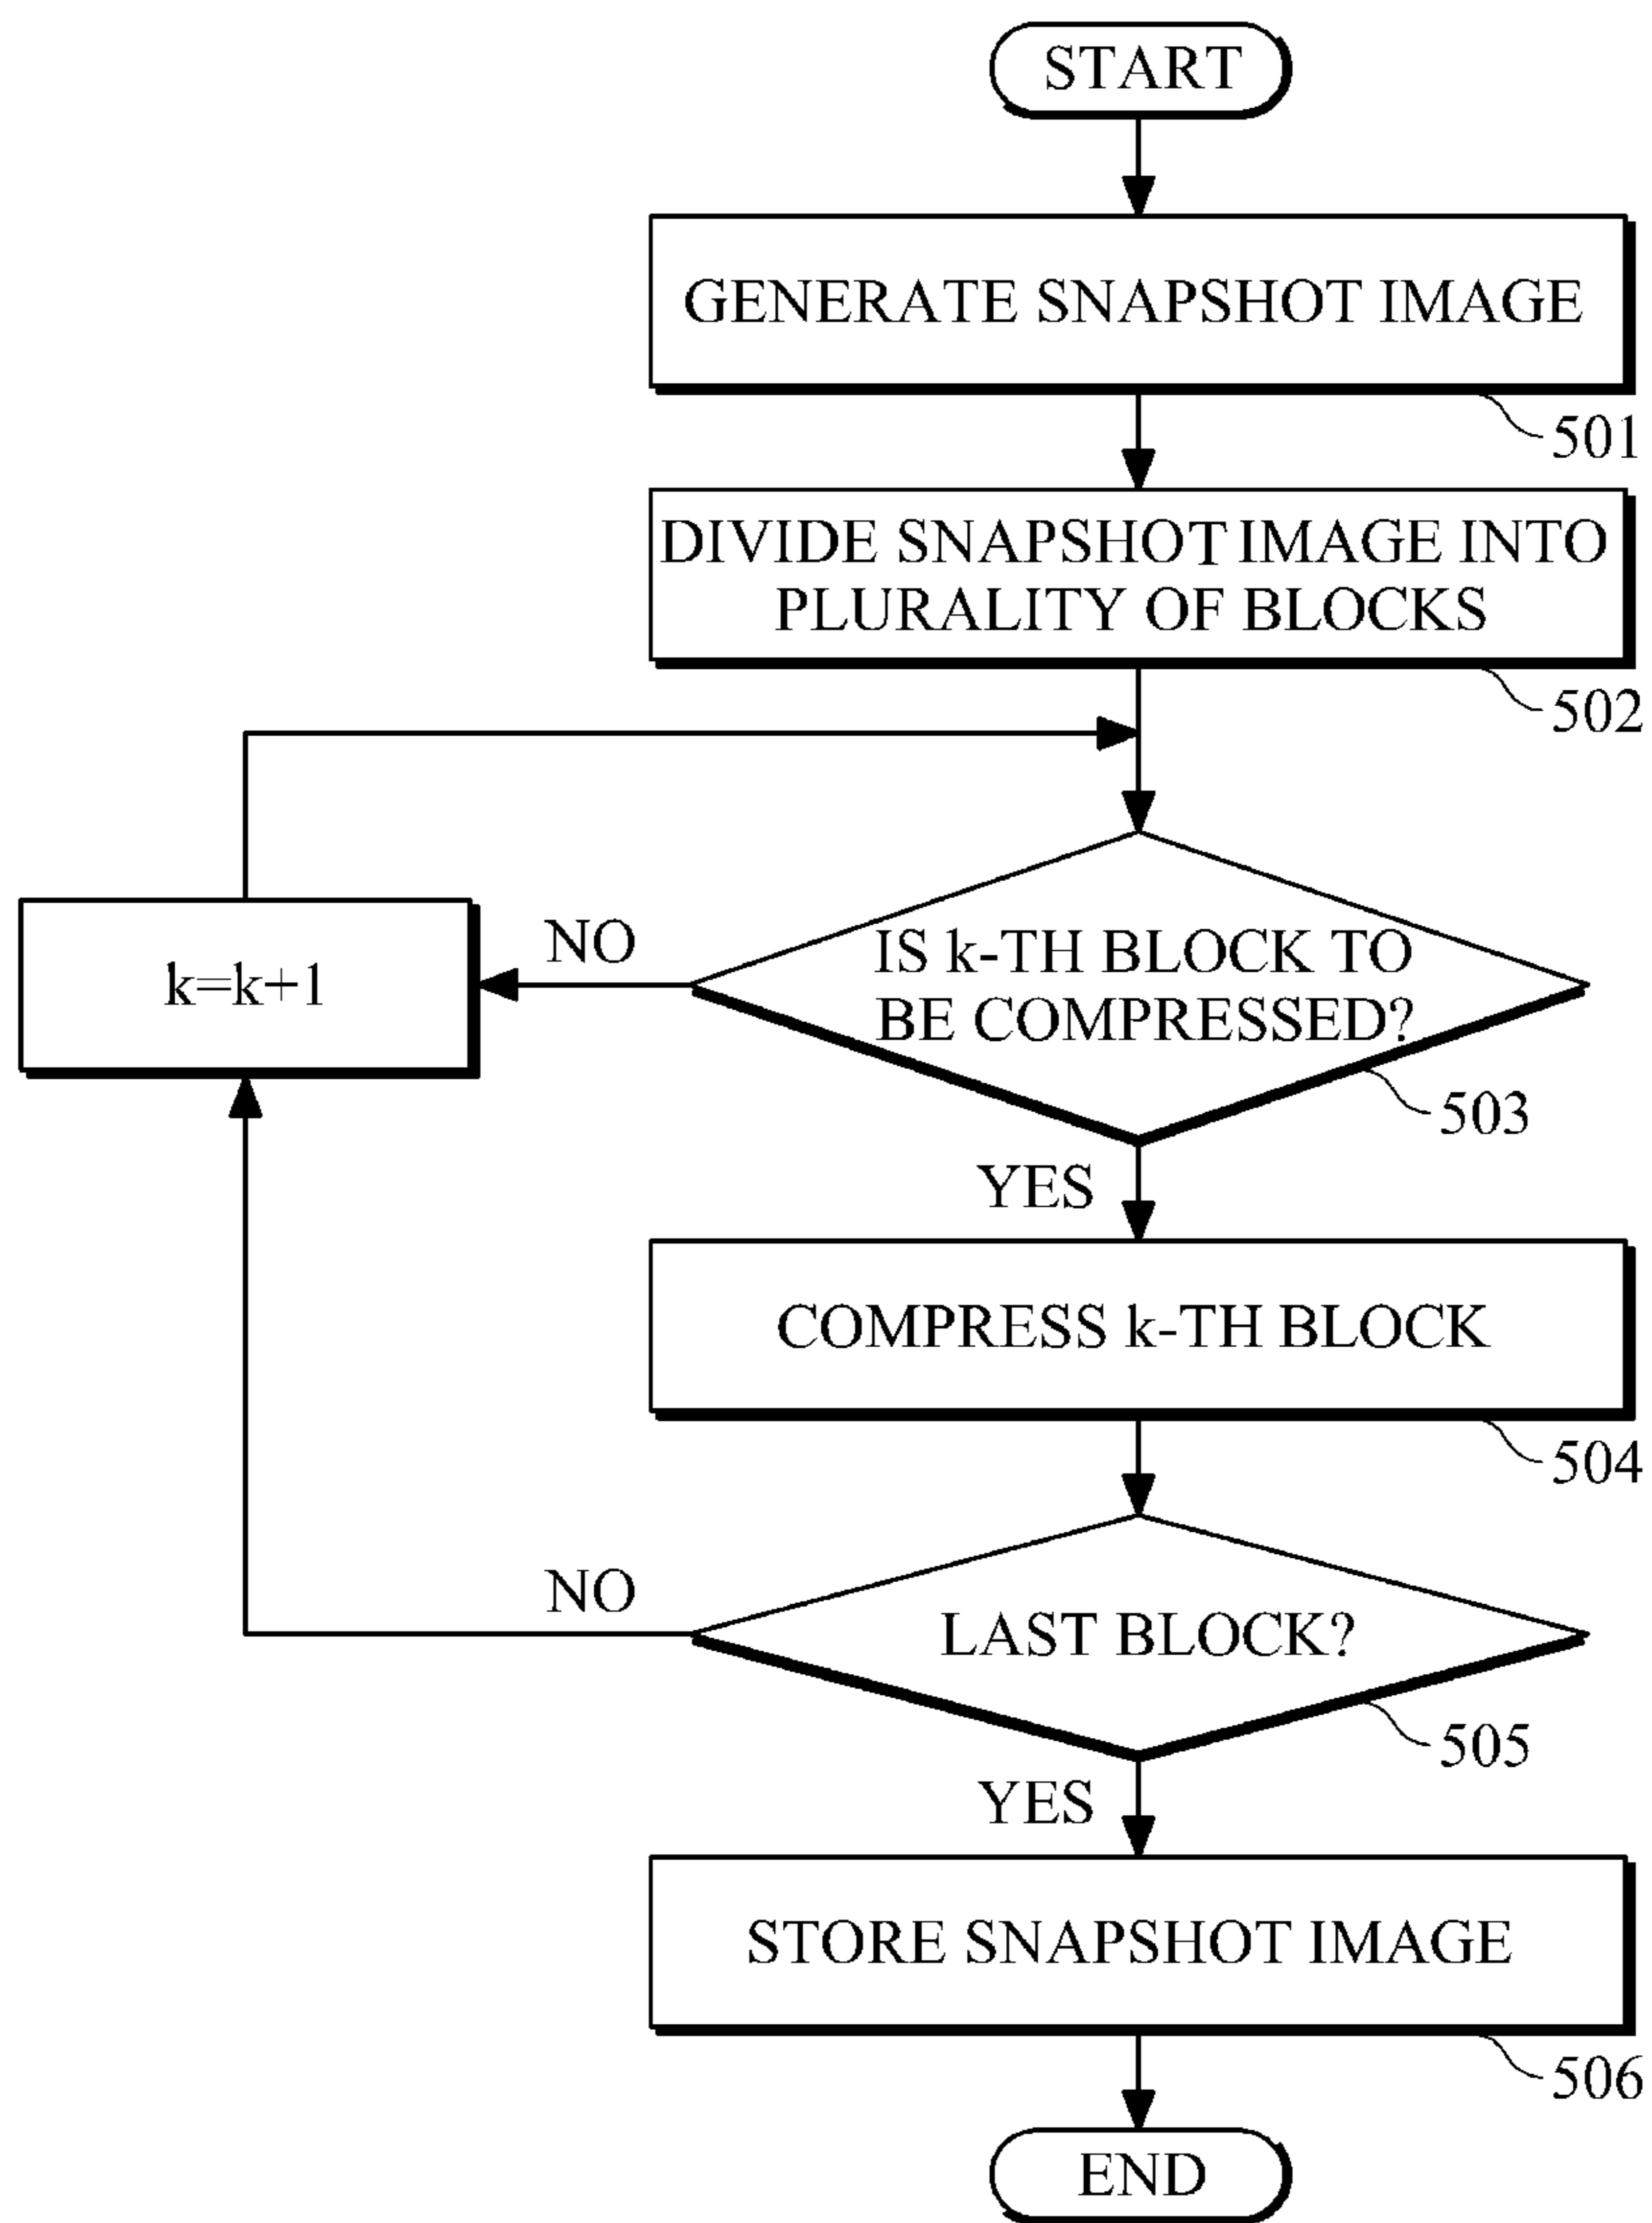 START
GENERATE SNAPSHOT IMAGE
501
DIVIDE SNAPSHOT IMAGE INTO
PLURALITY OF BLOCKS
502
k=k+1
NO
IS k-TH BLOCK TO
BE COMPRESSED?
503
YES
COMPRESS k-TH BLOCK
504
NO
LAST BLOCK?
505
YES
STORE SNAPSHOT IMAGE
506
END